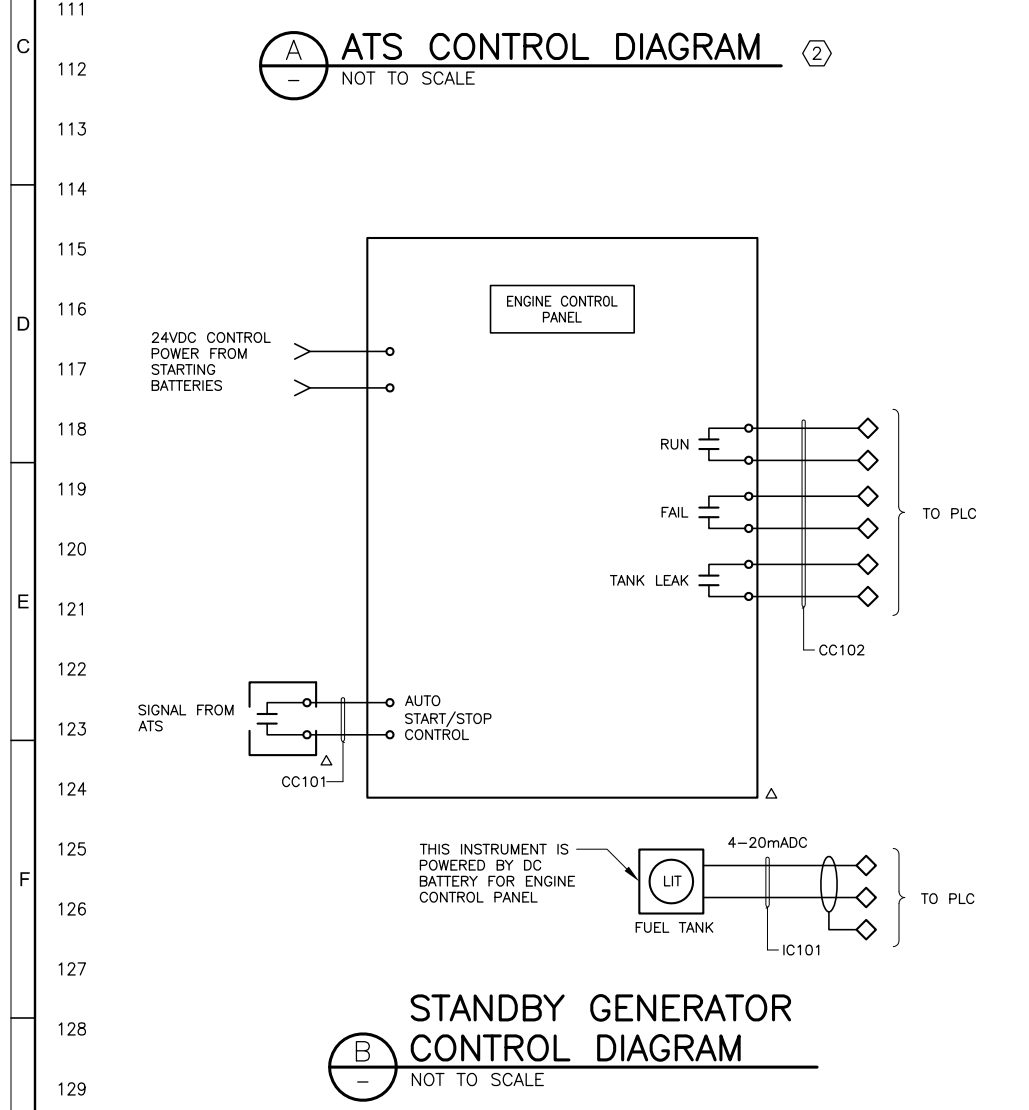 111
C
A
ATS CONTROL DIAGRAM
2
112
–
NOT TO SCALE
113
114
115
116
ENGINE CONTROL
PANEL
D
24VDC CONTROL
POWER FROM
STARTING
BATTERIES
117
118
RUN
119
FAIL
TO PLC
120
TANK LEAK
E
121
CC102
122
SIGNAL FROM
ATS
AUTO
START/STOP
CONTROL
123
CC101
124
125
THIS INSTRUMENT IS
POWERED BY DC
BATTERY FOR ENGINE
CONTROL PANEL
4–20mADC
LIT
F
TO PLC
126
FUEL TANK
IC101
127
STANDBY GENERATOR
128
B
CONTROL DIAGRAM
–
NOT TO SCALE
129